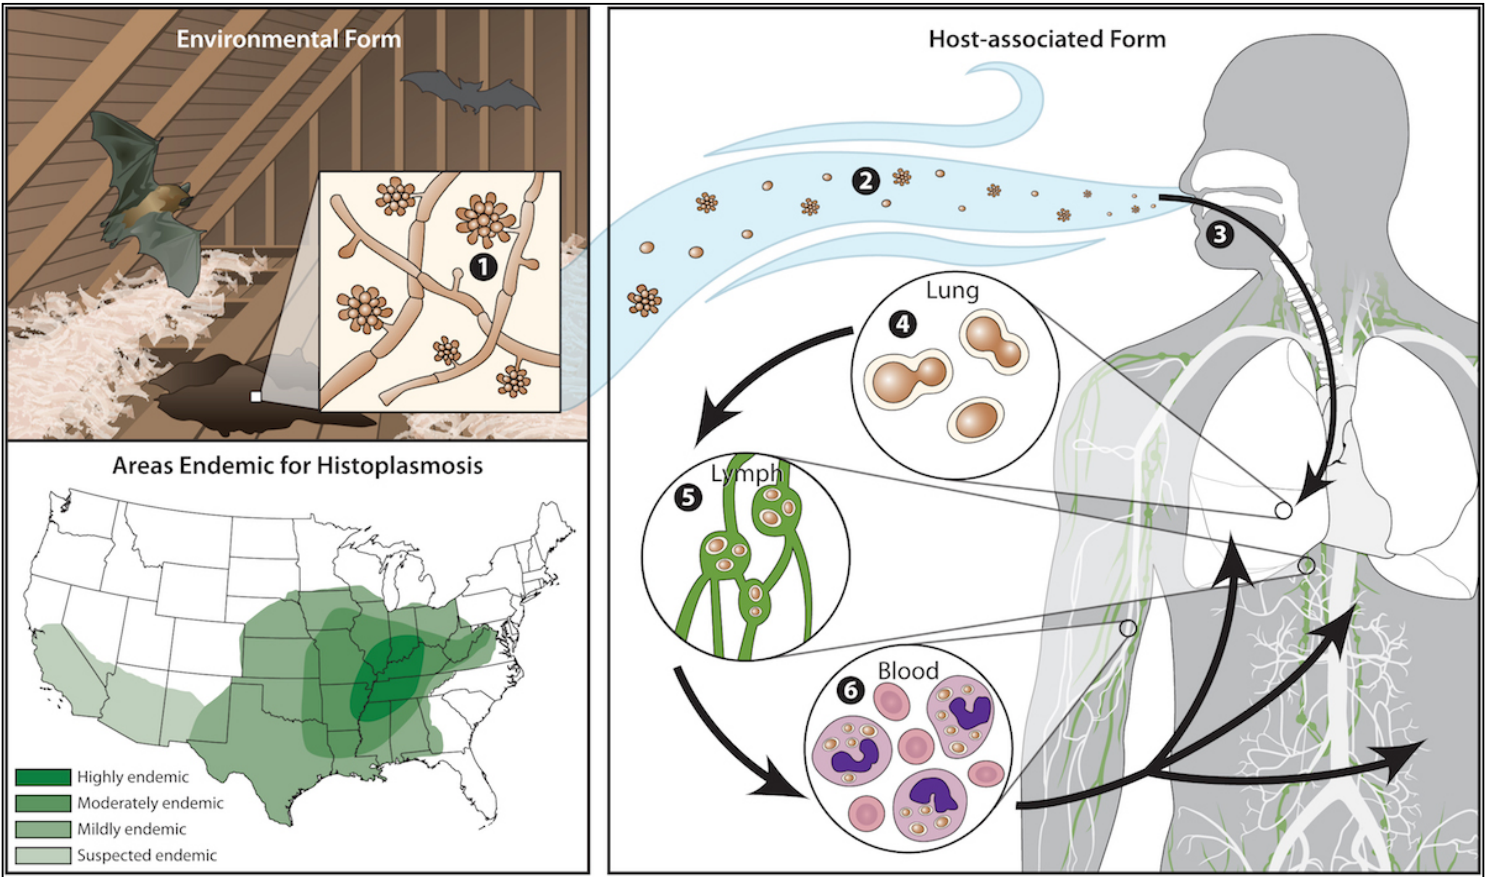 Environmental Form
1
Areas Endemic for Histoplasmosis
Highly endemic
Moderately endemic
Mildly endemic
Suspected endemic
Host-associated Form
2
3
Lung
4
Lymph
5
Blood
6